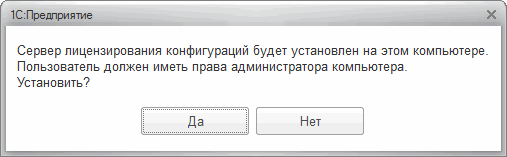 1С:Предприятие
Сервер лицензирования конфигураций будет установлен на этом компьютере.
Пользователь должен иметь права администратора компьютера.
Установить?
Да
Нет